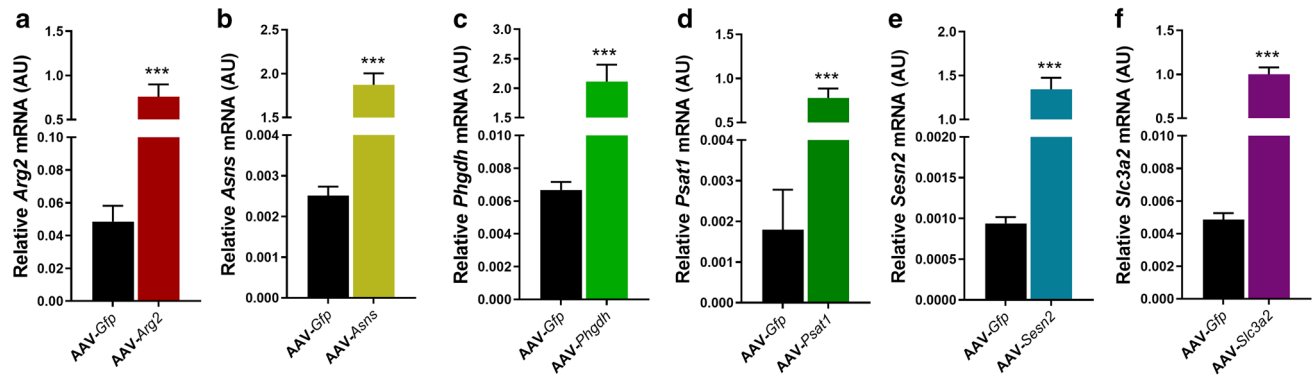 a
Relative Arg2 mRNA (AU)
1.5
1.0
0.5
0.10
0.08
0.06
0.04
0.02
0.00
***
AAV-Gfp
AAV-Arg2
b
Relative Asns mRNA (AU)
2.5
2.0
1.5
0.004
0.003
0.002
0.001
0.000
***
AAV-Gfp
AAV-Asns
c
Relative Phgdh mRNA (AU)
3.0
2.5
2.0
1.5
0.010
0.008
0.006
0.004
0.002
0.000
***
AAV-Gfp
AAV-Phgdh
d
Relative Psat1 mRNA (AU)
1.5
1.0
0.5
0.004
0.003
0.002
0.001
0.000
***
AAV-Gfp
AAV-Psat1
e
Relative Sesn2 mRNA (AU)
2.0
1.5
1.0
0.0020
0.0015
0.0010
0.0005
0.0000
***
AAV-Gfp
AAV-Sesn2
f
Relative Slc3a2 mRNA (AU)
1.5
1.0
0.5
0.010
0.008
0.006
0.004
0.002
0.000
***
AAV-Gfp
AAV-Slc3a2